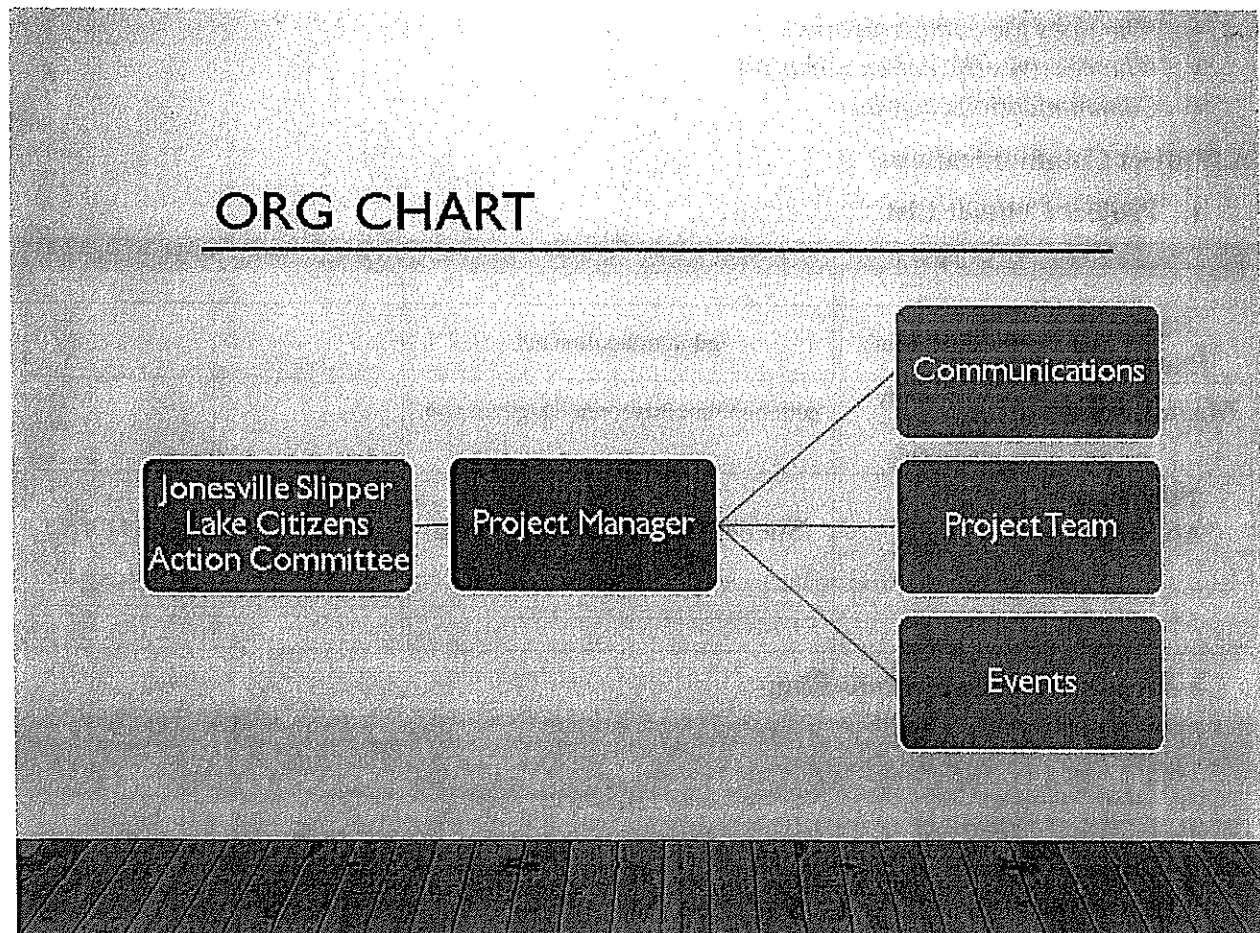 ORG CHART
Communications
Jonesville Slipper
Lake Citizens
Action Committee
Project Manager
Project Team
Events